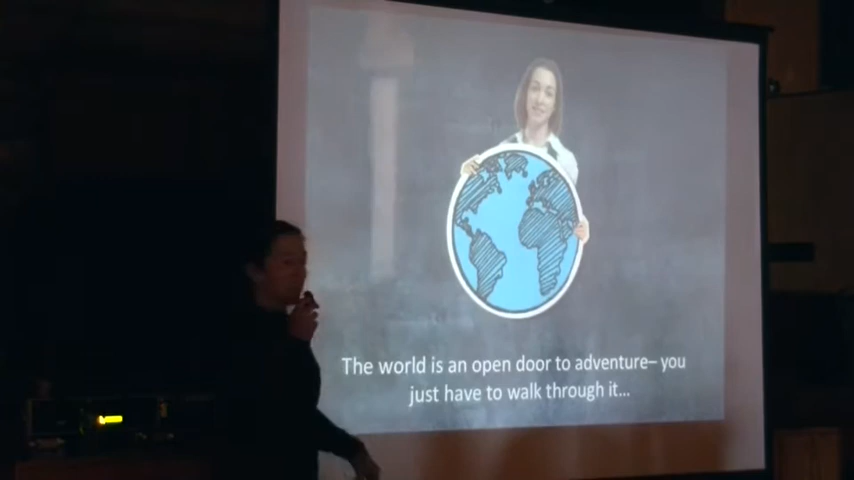 The world is an open door to adventure– you
just have to walk through it...